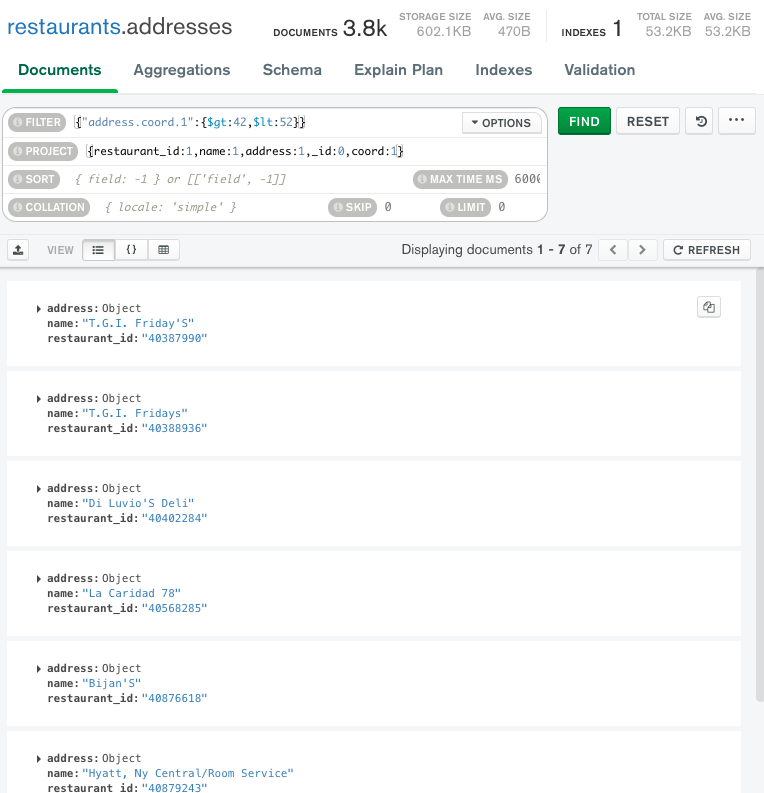 restaurants.addresses
DOCUMENTS 3.8k STORAGE SIZE 602.1KB AVG. SIZE 470B INDEXES 1 TOTAL SIZE 53.2KB AVG. SIZE 53.2KB
Documents Aggregations Schema Explain Plan Indexes Validation
FILTER {"address.coord.1":{$gt:42,$lt:52}} OPTIONS FIND RESET ...
PROJECT {restaurant_id:1,name:1,address:1,_id:0,coord:1}
SORT { field: -1 } or [['field', -1]] MAX TIME MS 6000
COLLATION { locale: 'simple' } SKIP 0 LIMIT 0
VIEW {} Displaying documents 1 - 7 of 7 < > REFRESH
address: Object
name: "T.G.I. Friday'S"
restaurant_id: "40387990"
address: Object
name: "T.G.I. Fridays"
restaurant_id: "40388936"
address: Object
name: "Di Luvio'S Deli"
restaurant_id: "40402284"
address: Object
name: "La Caridad 78"
restaurant_id: "40568285"
address: Object
name: "Bijan'S"
restaurant_id: "40876618"
address: Object
name: "Hyatt, Ny Central/Room Service"
restaurant_id: "40879243"